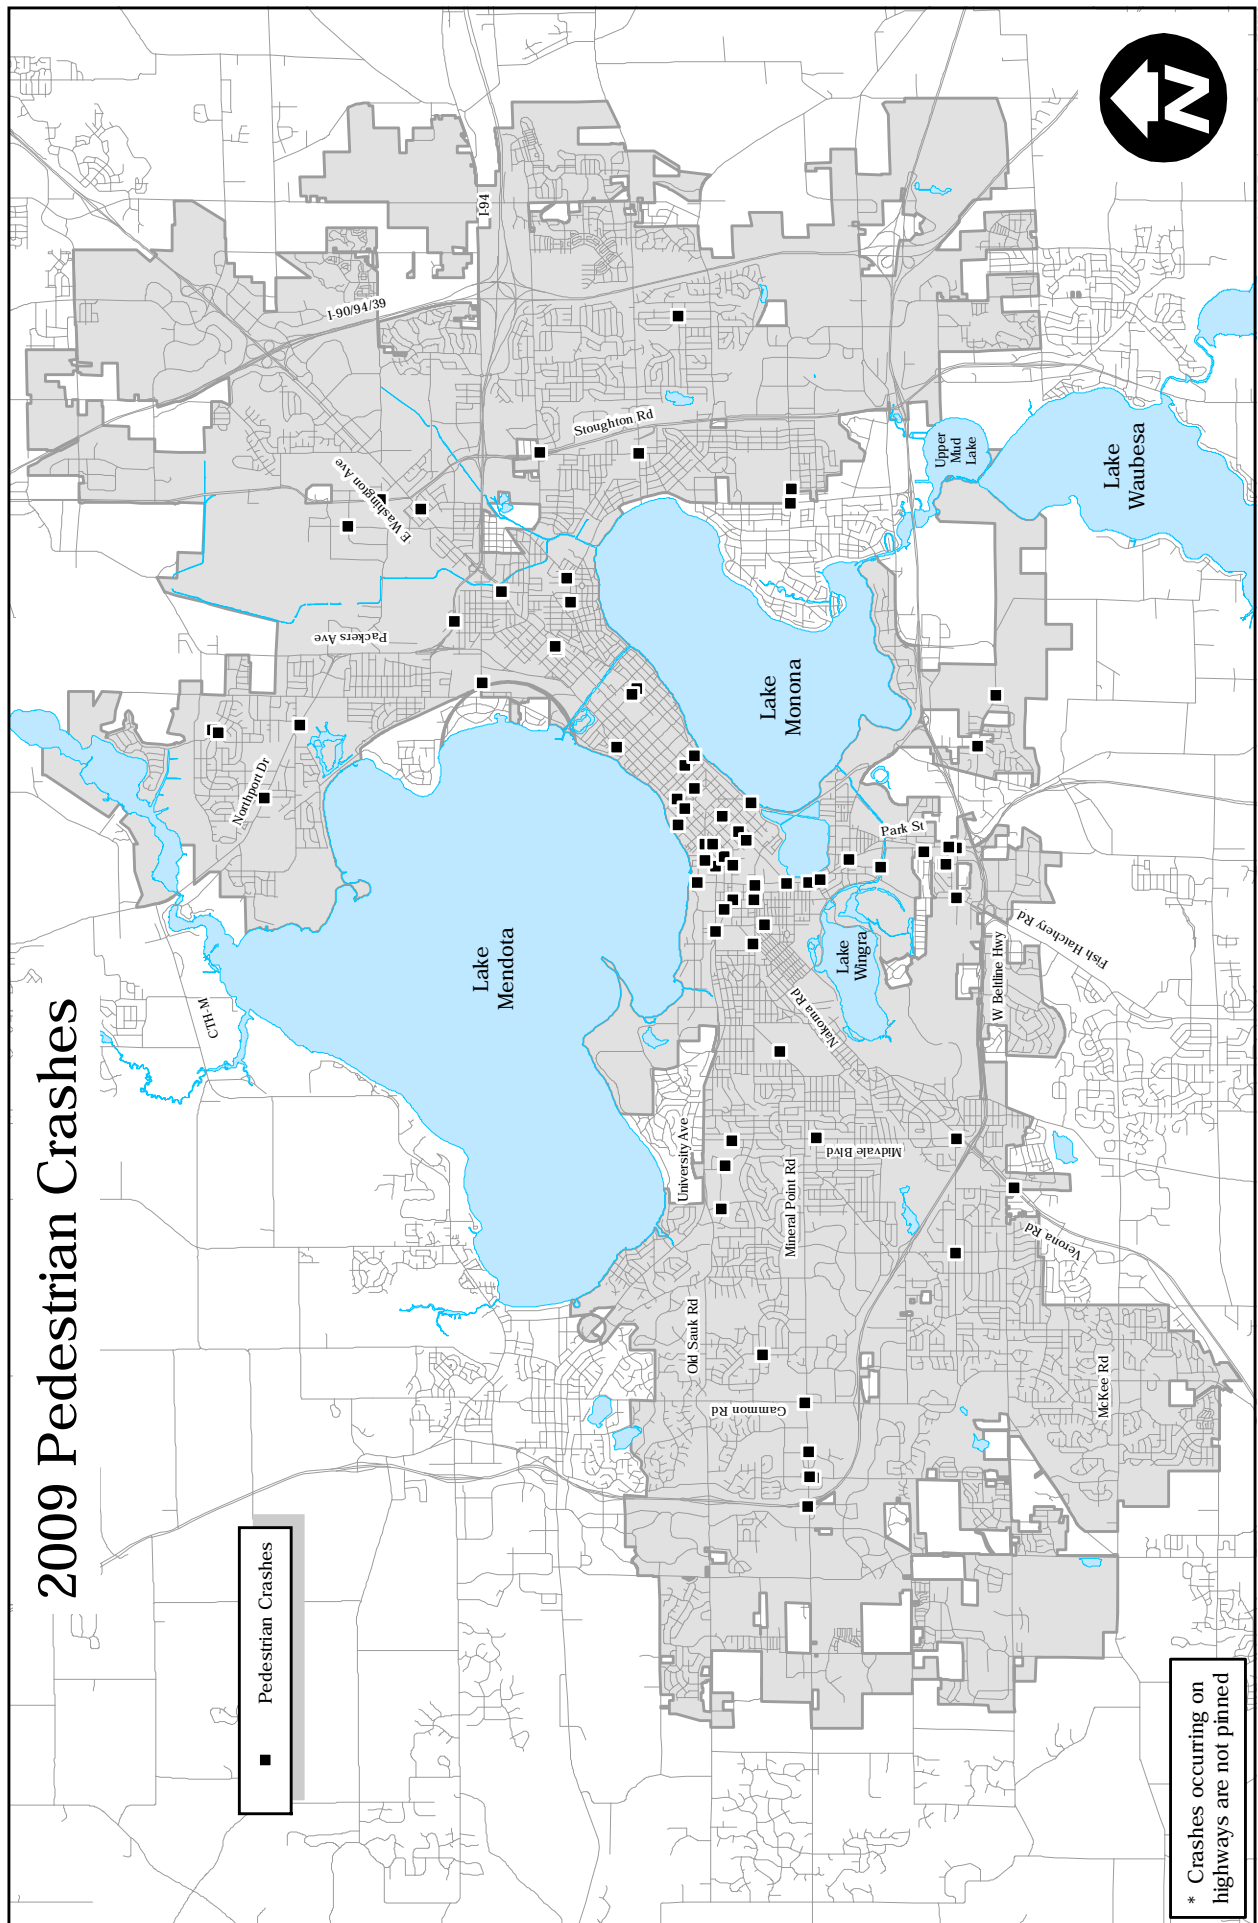 2009 Pedestrian Crashes
Pedestrian Crashes
N
I-94
I-90/94/39
Stoughton Rd
E Washington Ave
Packers Ave
Northport Dr
CTH-M
Lake
Mendota
Lake
Monona
Upper
Mud
Lake
Lake
Waubesa
Park St
Lake
Wingra
Fish Hatchery Rd
W Beltline Hwy
Nakoma Rd
University Ave
Midvale Blvd
Mineral Point Rd
Verona Rd
Old Sauk Rd
Gammon Rd
McKee Rd
* Crashes occuring on
highways are not pinned